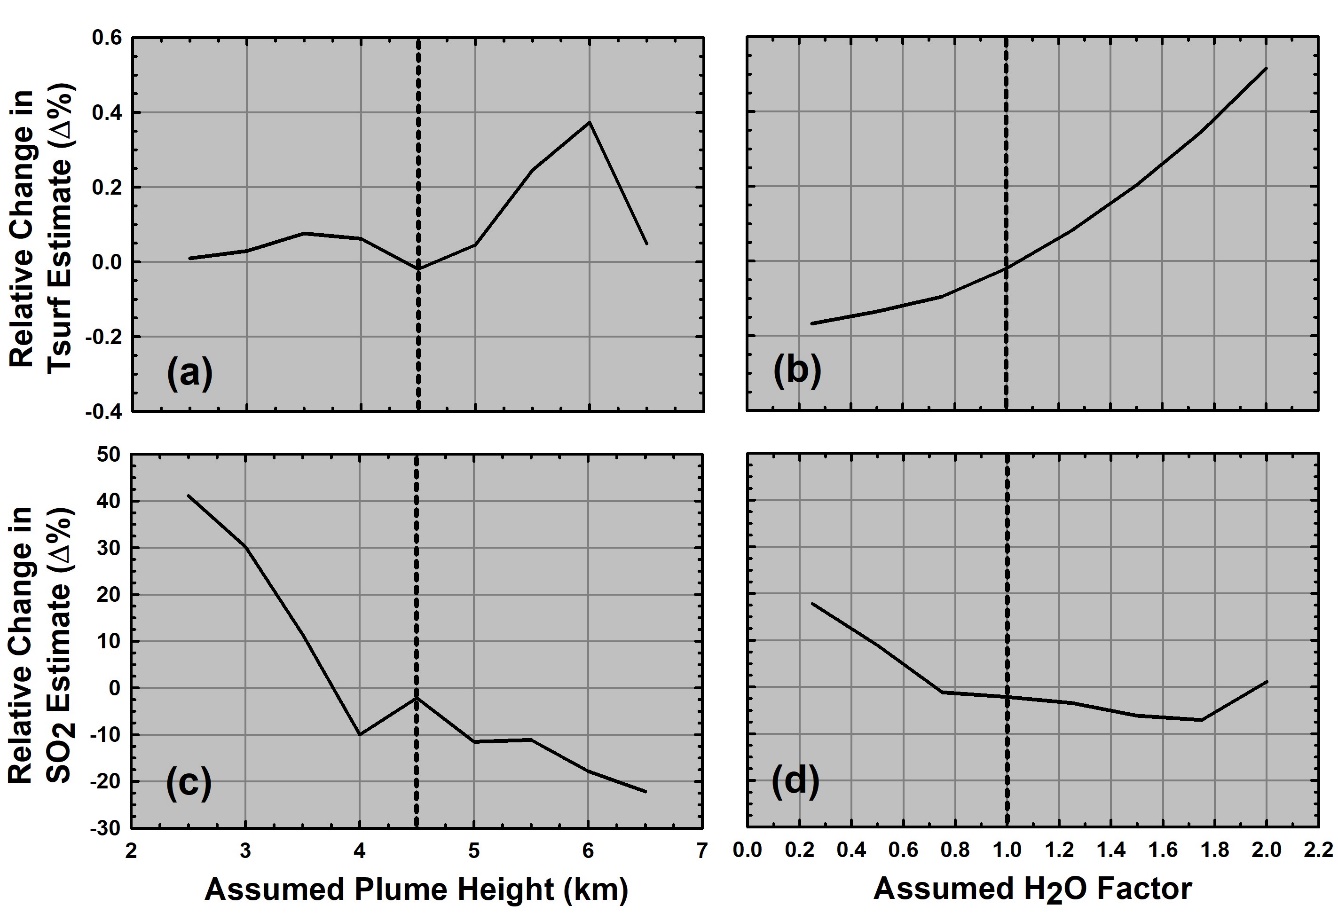 Relative Change in
Tsurf Estimate (Δ%)
0.6
0.4
0.2
0.0
-0.2
-0.4
(a)
(b)
Relative Change in
SO2 Estimate (Δ%)
50
40
30
20
10
0
-10
-20
-30
(c)
(d)
2 3 4 5 6 7
0.0 0.2 0.4 0.6 0.8 1.0 1.2 1.4 1.6 1.8 2.0 2.2
Assumed Plume Height (km)
Assumed H2O Factor